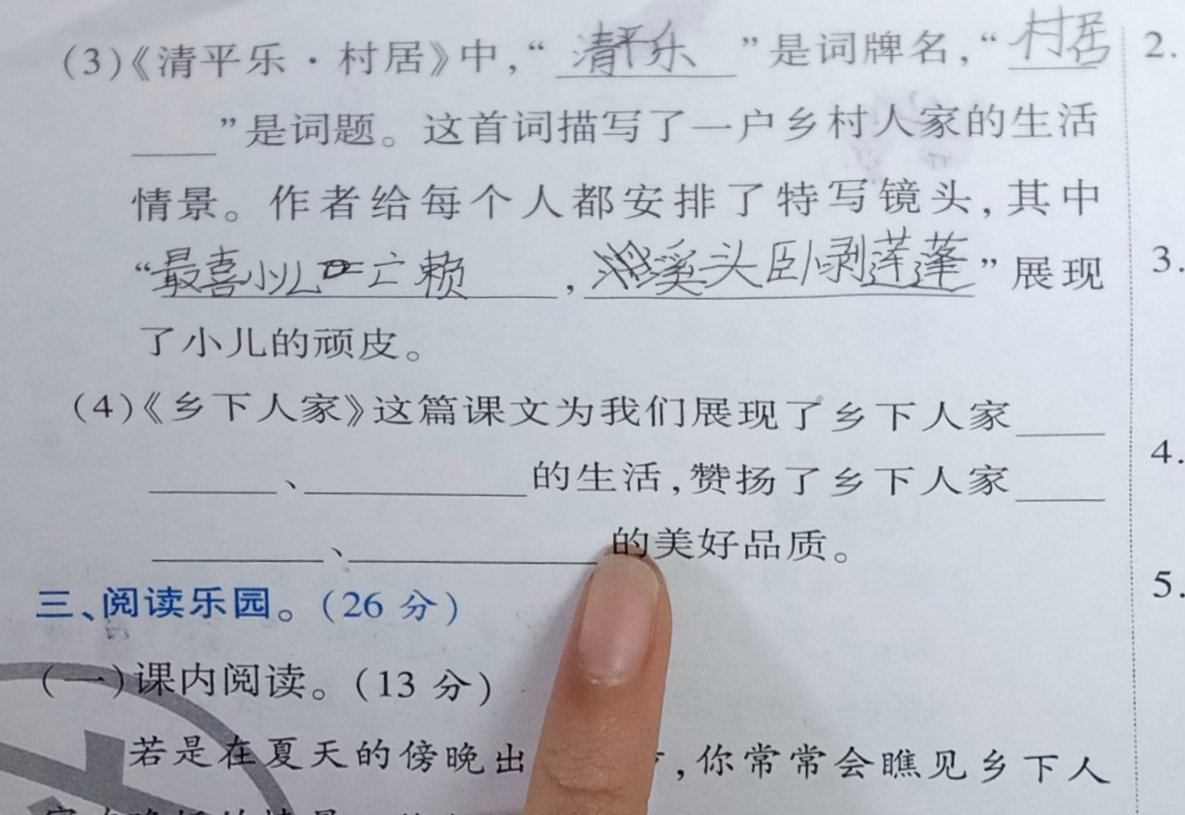 (3)《清平乐·村居》中,“清平乐”是词牌名,“村居 2.
”是词题。这首词描写了一户乡村人家的生活
情景。作者给每个人都安排了特写镜头,其中
“最喜小儿亡赖,溪头卧剥莲蓬”展现 3.
了小儿的顽皮。
(4)《乡下人家》这篇课文为我们展现了乡下人家
、的生活,赞扬了乡下人家 4.
、的美好品质。
三、阅读乐园。(26 分) 5.
(一)课内阅读。(13 分)
若是在夏天的傍晚出 ,你常常会瞧见乡下人